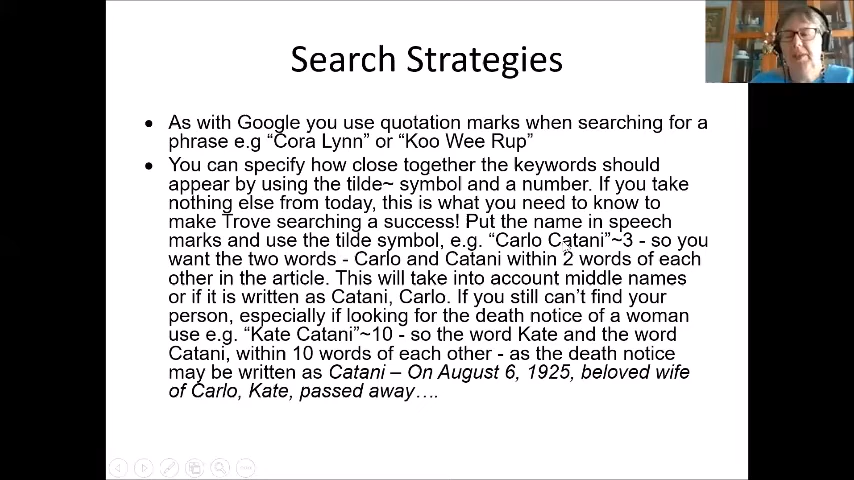 Search Strategies
• As with Google you use quotation marks when searching for a
phrase e.g “Cora Lynn” or “Koo Wee Rup”
• You can specify how close together the keywords should
appear by using the tilde~ symbol and a number. If you take
nothing else from today, this is what you need to know to
make Trove searching a success! Put the name in speech
marks and use the tilde symbol, e.g. “Carlo Catani”~3 - so you
want the two words - Carlo and Catani within 2 words of each
other in the article. This will take into account middle names
or if it is written as Catani, Carlo. If you still can’t find your
person, especially if looking for the death notice of a woman
use e.g. “Kate Catani”~10 - so the word Kate and the word
Catani, within 10 words of each other - as the death notice
may be written as Catani – On August 6, 1925, beloved wife
of Carlo, Kate, passed away….